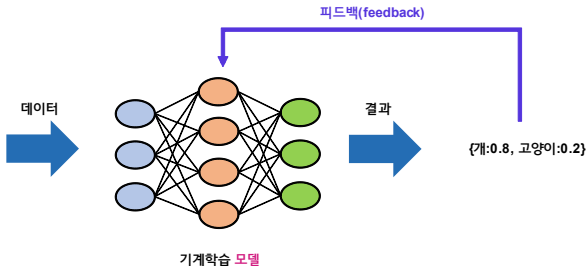 피드백(feedback)
데이터
결과
{개:0.8, 고양이:0.2}
기계학습 모델